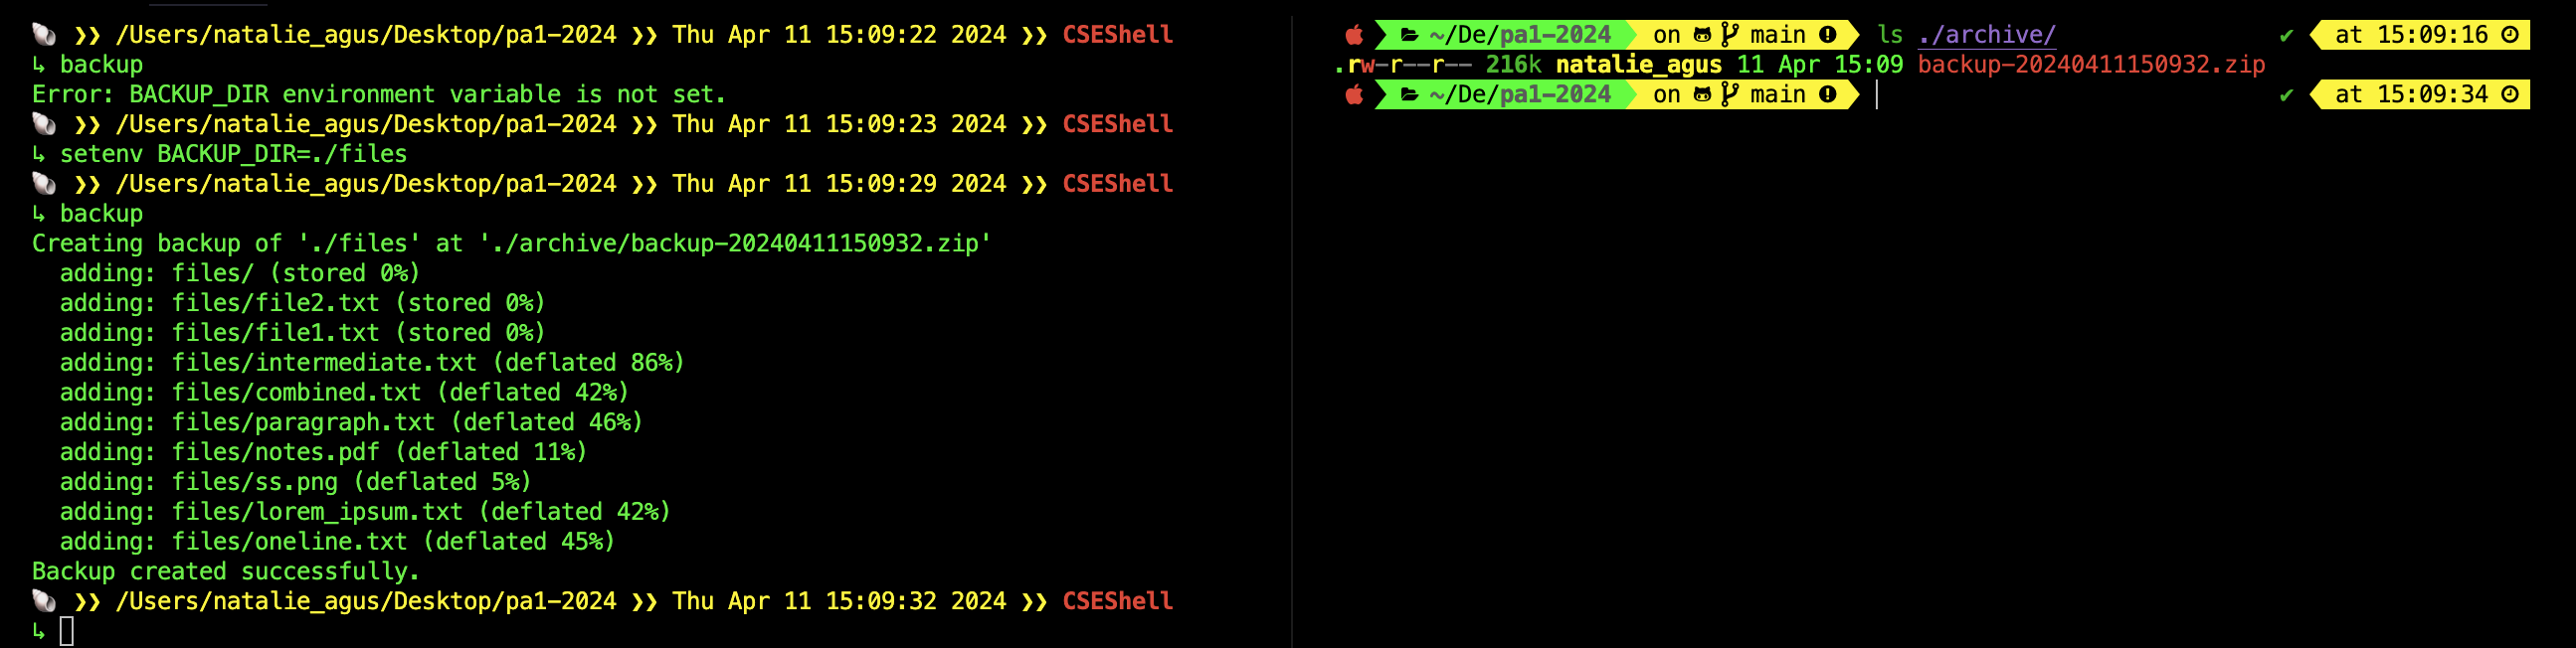 ❯❯ /Users/natalie_agus/Desktop/pa1-2024 ❯❯ Thu Apr 11 15:09:22 2024 ❯❯ CSEShell
↳ backup
Error: BACKUP_DIR environment variable is not set.
❯❯ /Users/natalie_agus/Desktop/pa1-2024 ❯❯ Thu Apr 11 15:09:23 2024 ❯❯ CSEShell
↳ setenv BACKUP_DIR=./files
❯❯ /Users/natalie_agus/Desktop/pa1-2024 ❯❯ Thu Apr 11 15:09:29 2024 ❯❯ CSEShell
↳ backup
Creating backup of './files' at './archive/backup-20240411150932.zip'
adding: files/ (stored 0%)
adding: files/file2.txt (stored 0%)
adding: files/file1.txt (stored 0%)
adding: files/intermediate.txt (deflated 86%)
adding: files/combined.txt (deflated 42%)
adding: files/paragraph.txt (deflated 46%)
adding: files/notes.pdf (deflated 11%)
adding: files/ss.png (deflated 5%)
adding: files/lorem_ipsum.txt (deflated 42%)
adding: files/oneline.txt (deflated 45%)
Backup created successfully.
❯❯ /Users/natalie_agus/Desktop/pa1-2024 ❯❯ Thu Apr 11 15:09:32 2024 ❯❯ CSEShell
↳
~/De/pa1-2024 on main ls ./archive/ ✔ at 15:09:16
.rw-r--r-- 216k natalie_agus 11 Apr 15:09 backup-20240411150932.zip
~/De/pa1-2024 on main ✔ at 15:09:34